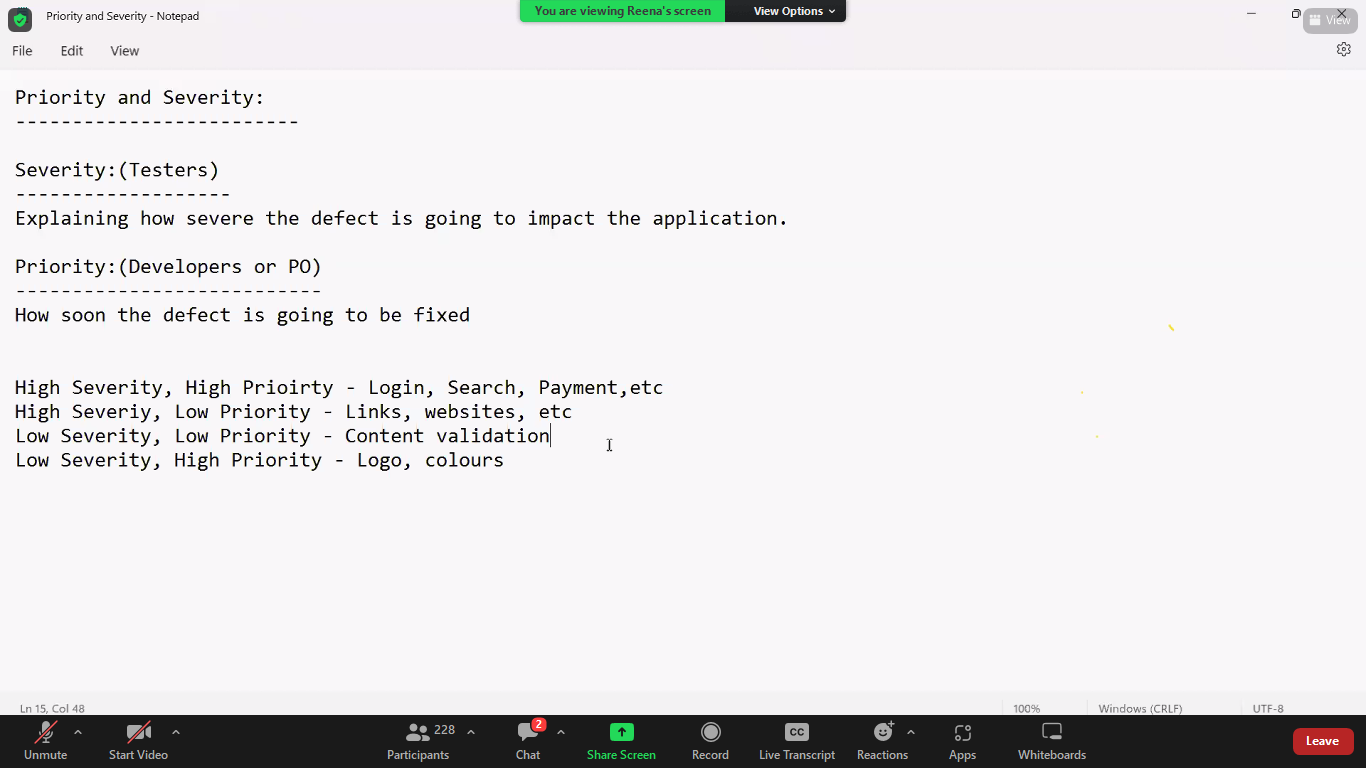 Priority and Severity - Notepad
You are viewing Reena's screen
View Options
View
File
Edit
View
Priority and Severity:
-------------------------
Severity:(Testers)
-------------------
Explaining how severe the defect is going to impact the application.
Priority:(Developers or PO)
---------------------------
How soon the defect is going to be fixed
High Severity, High Prioirty - Login, Search, Payment,etc
High Severiy, Low Priority - Links, websites, etc
Low Severity, Low Priority - Content validation
Low Severity, High Priority - Logo, colours
Ln 15, Col 48
100%
Windows (CRLF)
UTF-8
Unmute
Start Video
228
Participants
2
Chat
Share Screen
Record
CC
Live Transcript
Reactions
Apps
Whiteboards
Leave